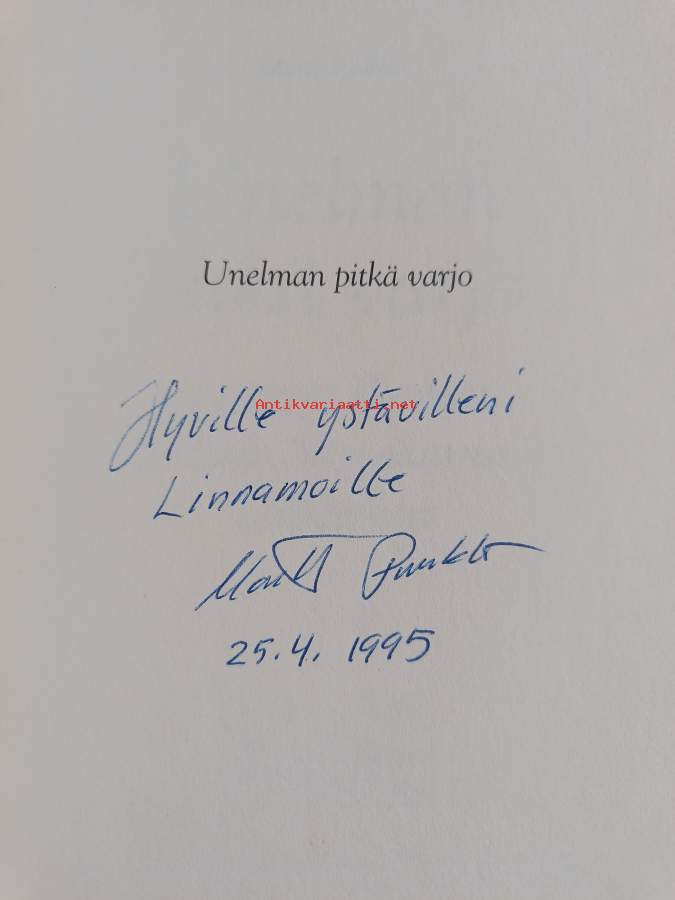 Unelman pitkä varjo
Hyville ystävilleni
Antikvariaatti.net
Linnamoille
25.4. 1995